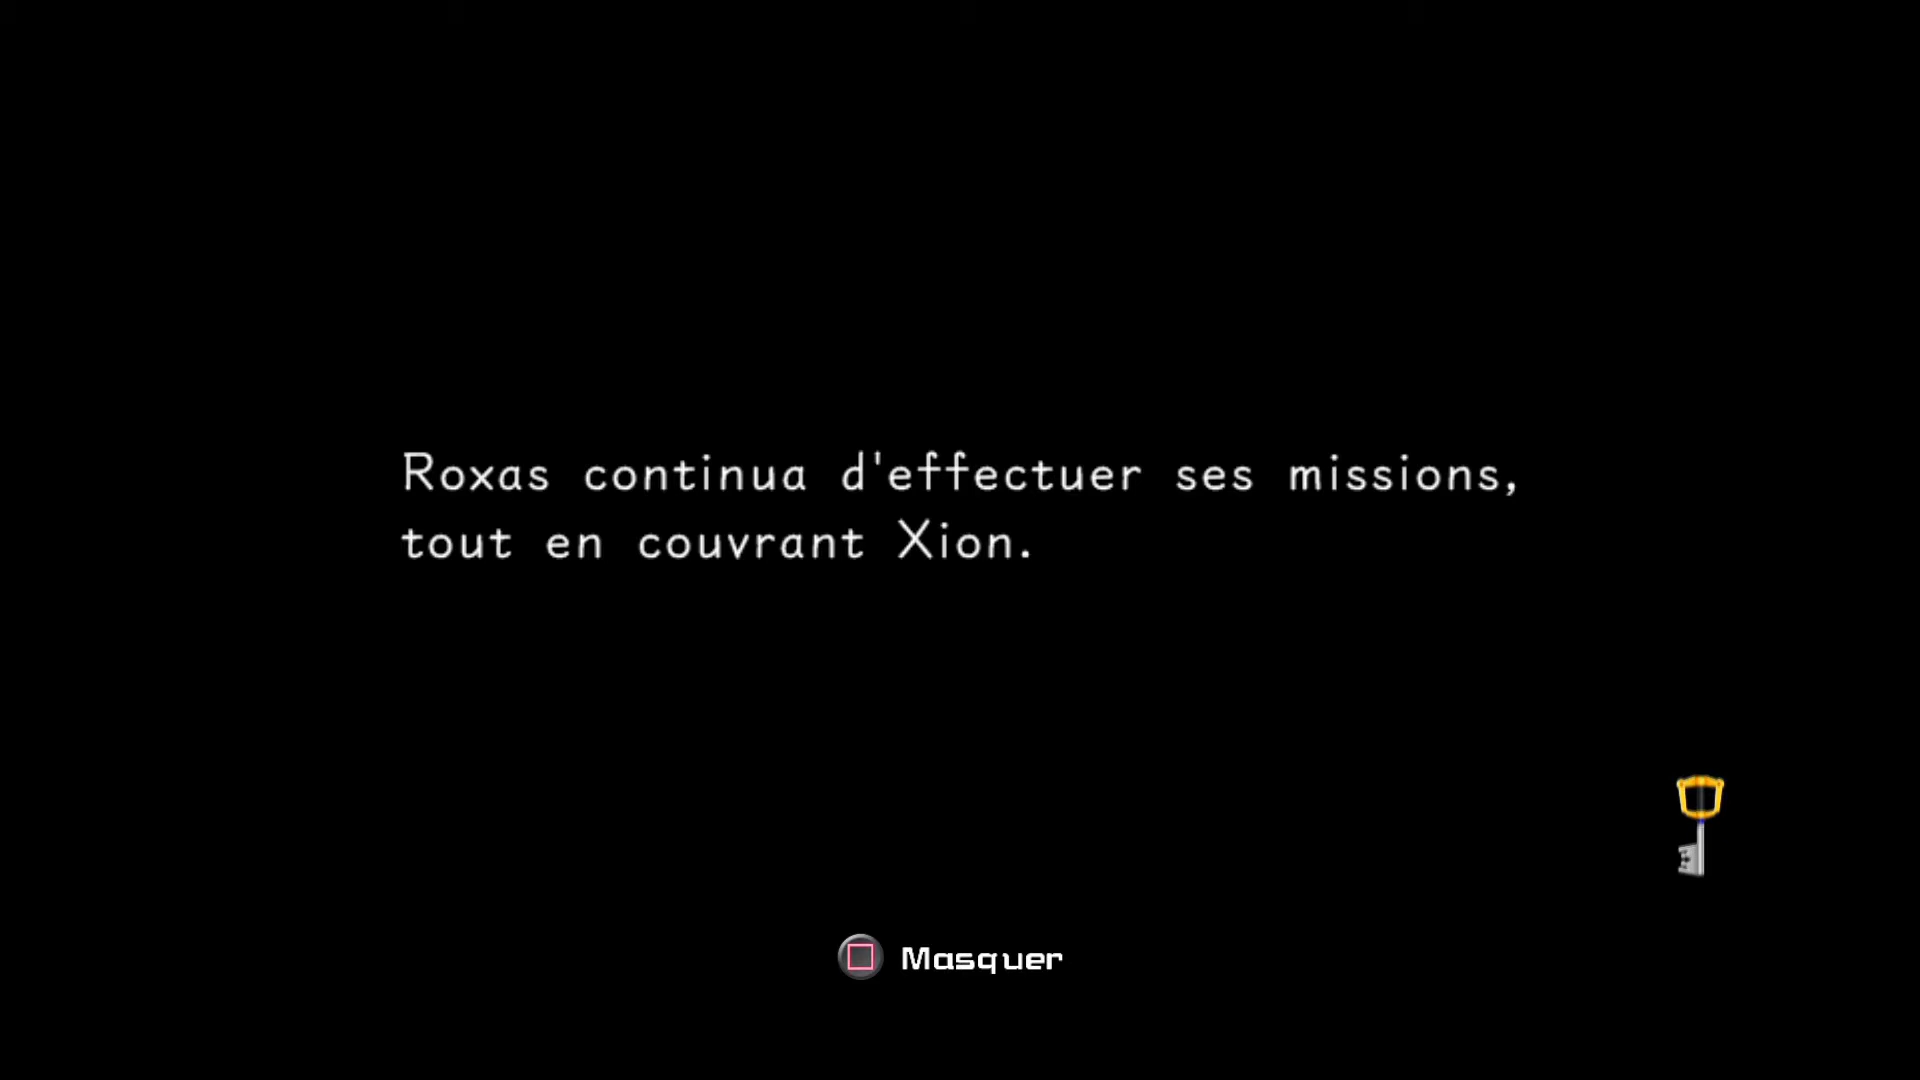 Roxas continua d'effectuer ses missions,
tout en couvrant Xion.
Masquer